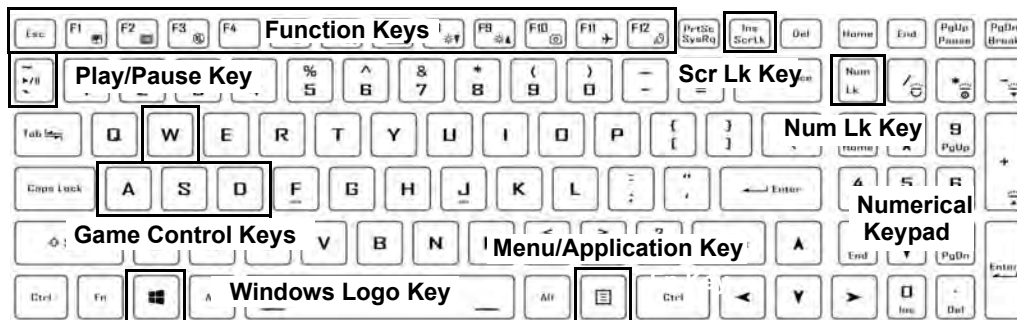 Esc F1 F2 F3 F4 Function Keys F9 F10 F11 F12 PrtSc SysRq Ins ScrLk Del Home End PgUp Pause PgDn Break
~ ►/II Play/Pause Key % 5 ^ 6 & 7 * 8 ( 9 ) 0 _ - = Scr Lk Key Num Lk / * -
Tab Q W E R T Y U I O P { [ } ] Num Lk Key Home 9 PgUp +
Caps Lock A S D F G H J K L : ; " ' Enter 4 5 6
Game Control Keys V B N Menu/Application Key Numerical Keypad End PgDn Enter
Ctrl Fn Windows Logo Key Alt Ctrl 0 Ins . Del